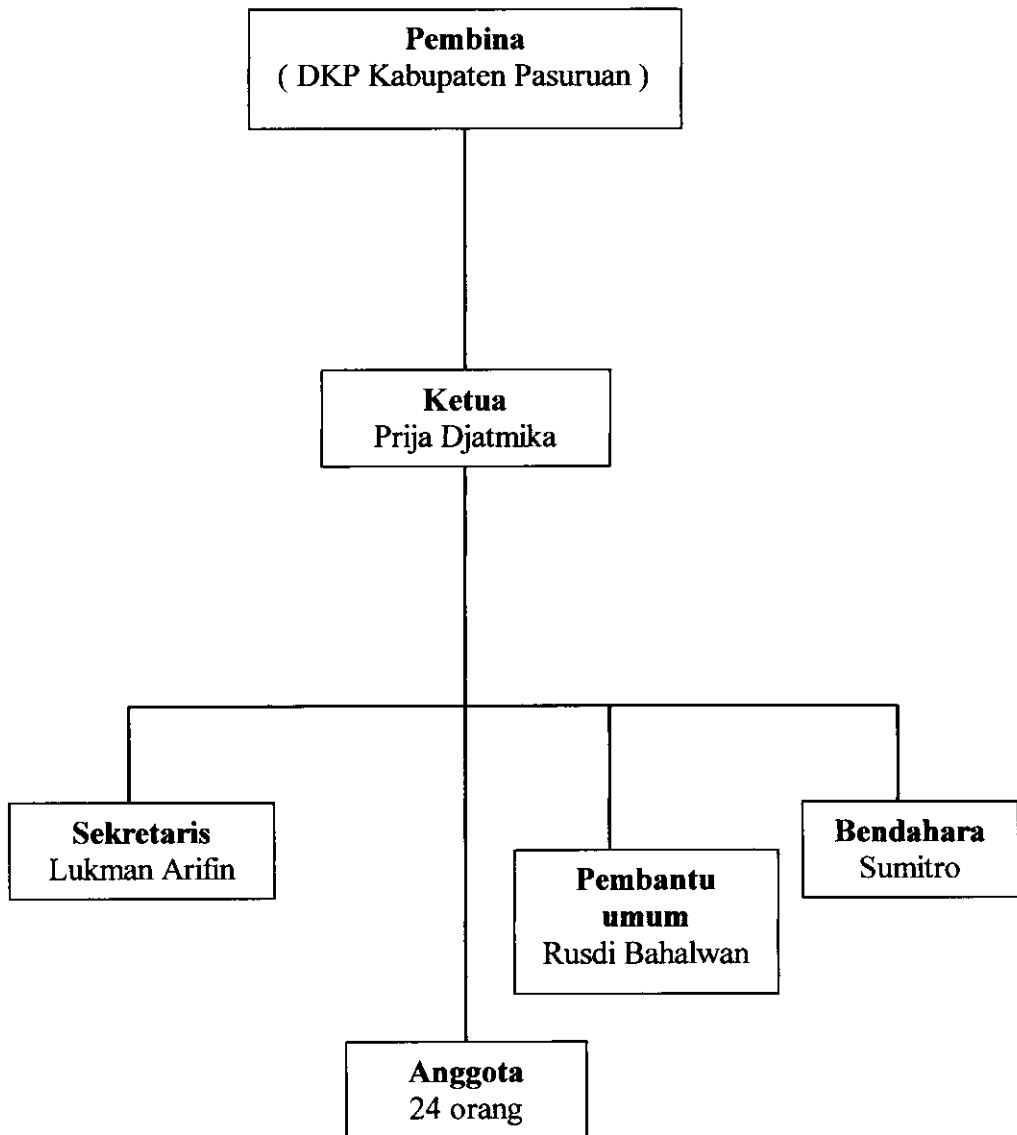 Pembina
( DKP Kabupaten Pasuruan )
Ketua
Prija Djatmika
Sekretaris
Lukman Arifin
Pembantu
umum
Rusdi Bahalwan
Bendahara
Sumitro
Anggota
24 orang